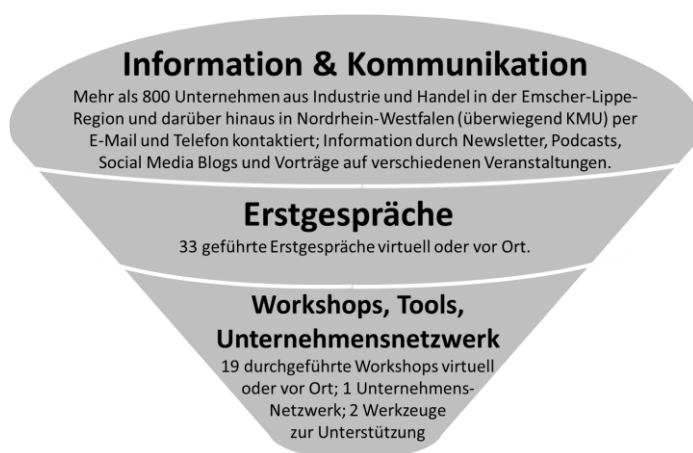 Information & Kommunikation
Mehr als 800 Unternehmen aus Industrie und Handel in der Emscher-Lippe-
Region und darüber hinaus in Nordrhein-Westfalen (überwiegend KMU) per
E-Mail und Telefon kontaktiert; Information durch Newsletter, Podcasts,
Social Media Blogs und Vorträge auf verschiedenen Veranstaltungen.
Erstgespräche
33 geführte Erstgespräche virtuell oder vor Ort.
Workshops, Tools,
Unternehmensnetzwerk
19 durchgeführte Workshops virtuell
oder vor Ort; 1 Unternehmens-
Netzwerk; 2 Werkzeuge
zur Unterstützung